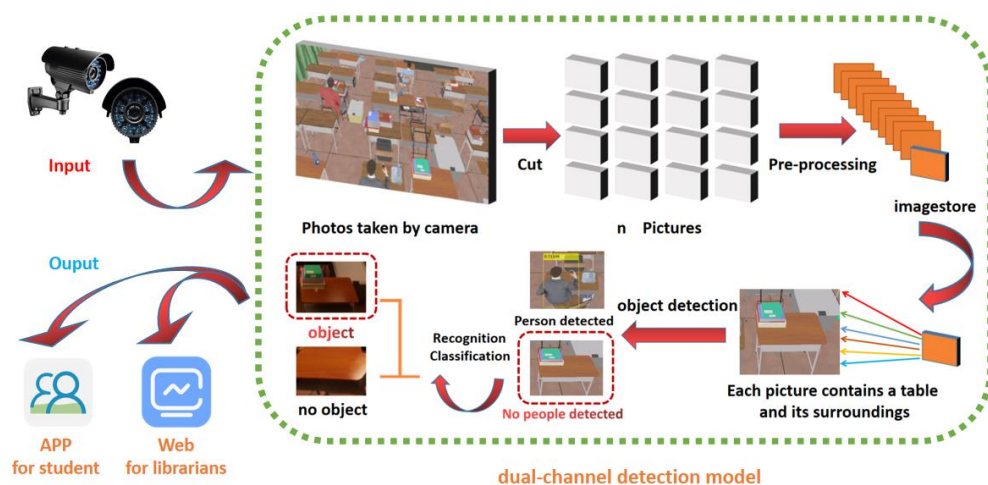 Input
Cut
Pre-processing
Photos taken by camera
n Pictures
imagestore
Ouput
object
no object
Recognition
Classification
Person detected
No people detected
object detection
Each picture contains a table
and its surroundings
APP
for student
Web
for librarians
dual-channel detection model